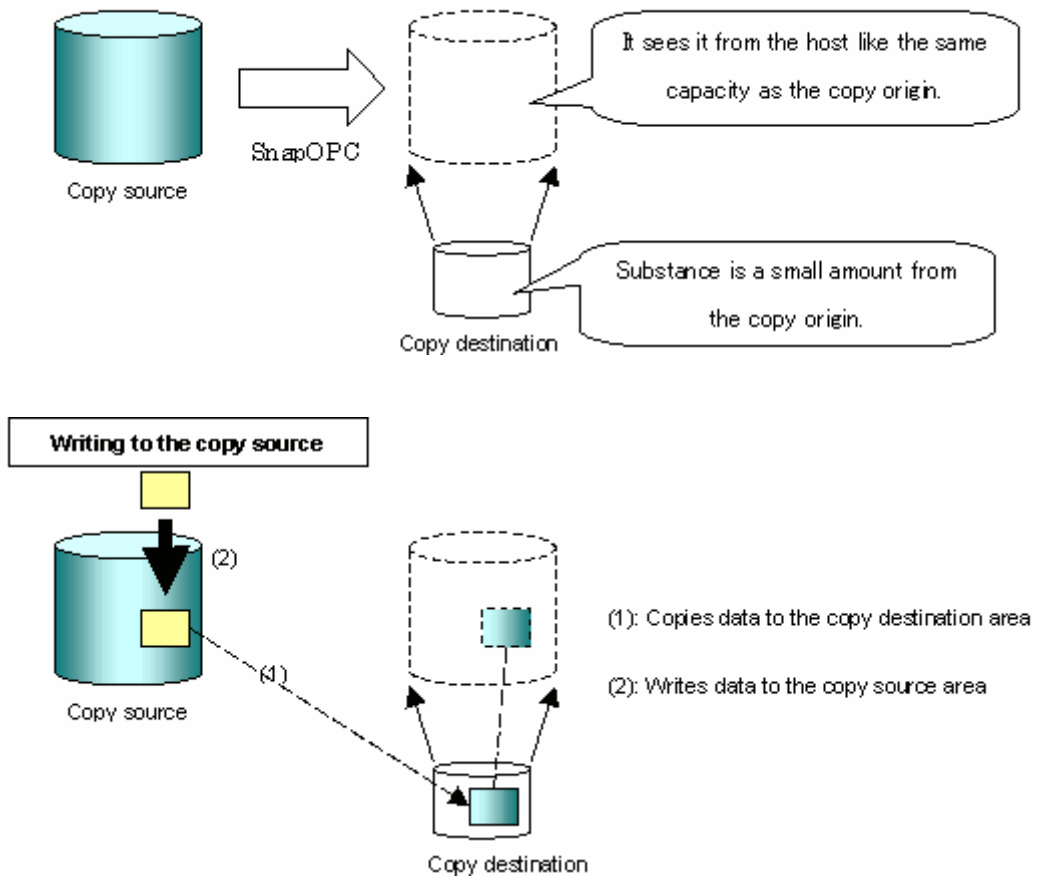 It sees it from the host like the same
capacity as the copy origin.
SnapOPC
Copy source
Substance is a small amount from
the copy origin.
Copy destination
Writing to the copy source
(2)
(1): Copies data to the copy destination area
(1)
(2): Writes data to the copy source area
Copy source
Copy destination